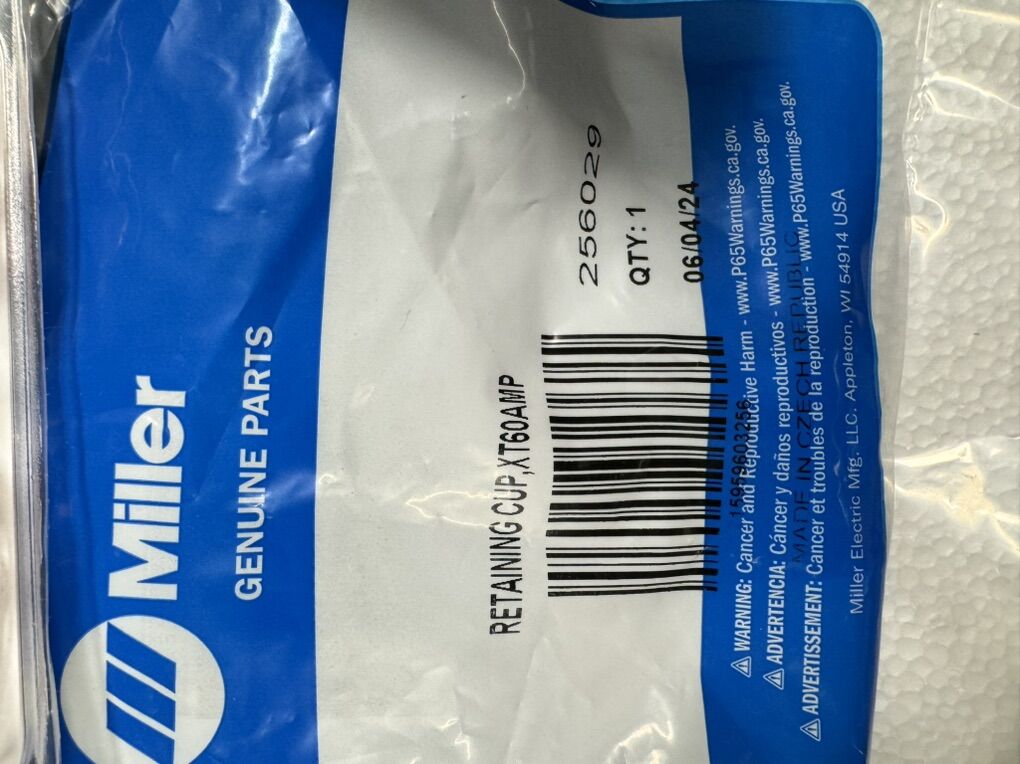 Miller
GENUINE PARTS
RETAINING CUP,XT60AMP
256029
QTY: 1
06/04/24
15959603256
WARNING: Cancer and Reproductive Harm - www.P65Warnings.ca.gov.
ADVERTENCIA: Cáncer y daños reproductivos - www.P65Warnings.ca.gov.
MADE IN CZECH REPUBLIC
ADVERTISSEMENT: Cancer et troubles de la reproduction - www.P65Warnings.ca.gov.
Miller Electric Mfg. LLC. Appleton, WI 54914 USA